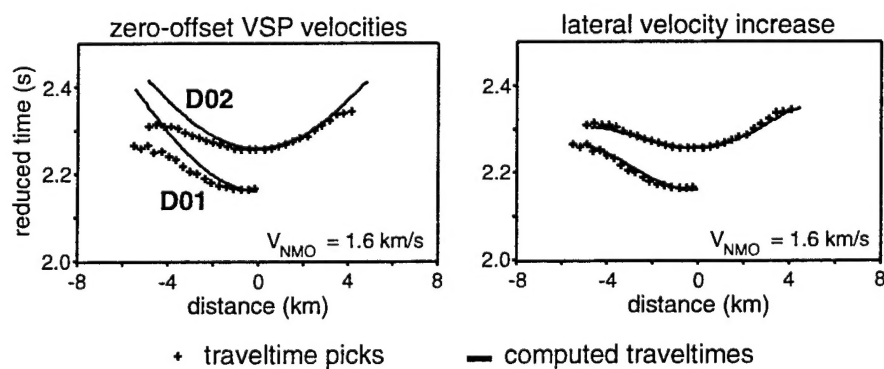 zero-offset VSP velocities
lateral velocity increase
reduced time (s)
2.4
2.2
2.0
D02
D01
V_NMO = 1.6 km/s
-8 -4 -0 4 8
distance (km)
2.4
2.2
2.0
V_NMO = 1.6 km/s
-8 -4 -0 4 8
distance (km)
+ traveltime picks
computed traveltimes